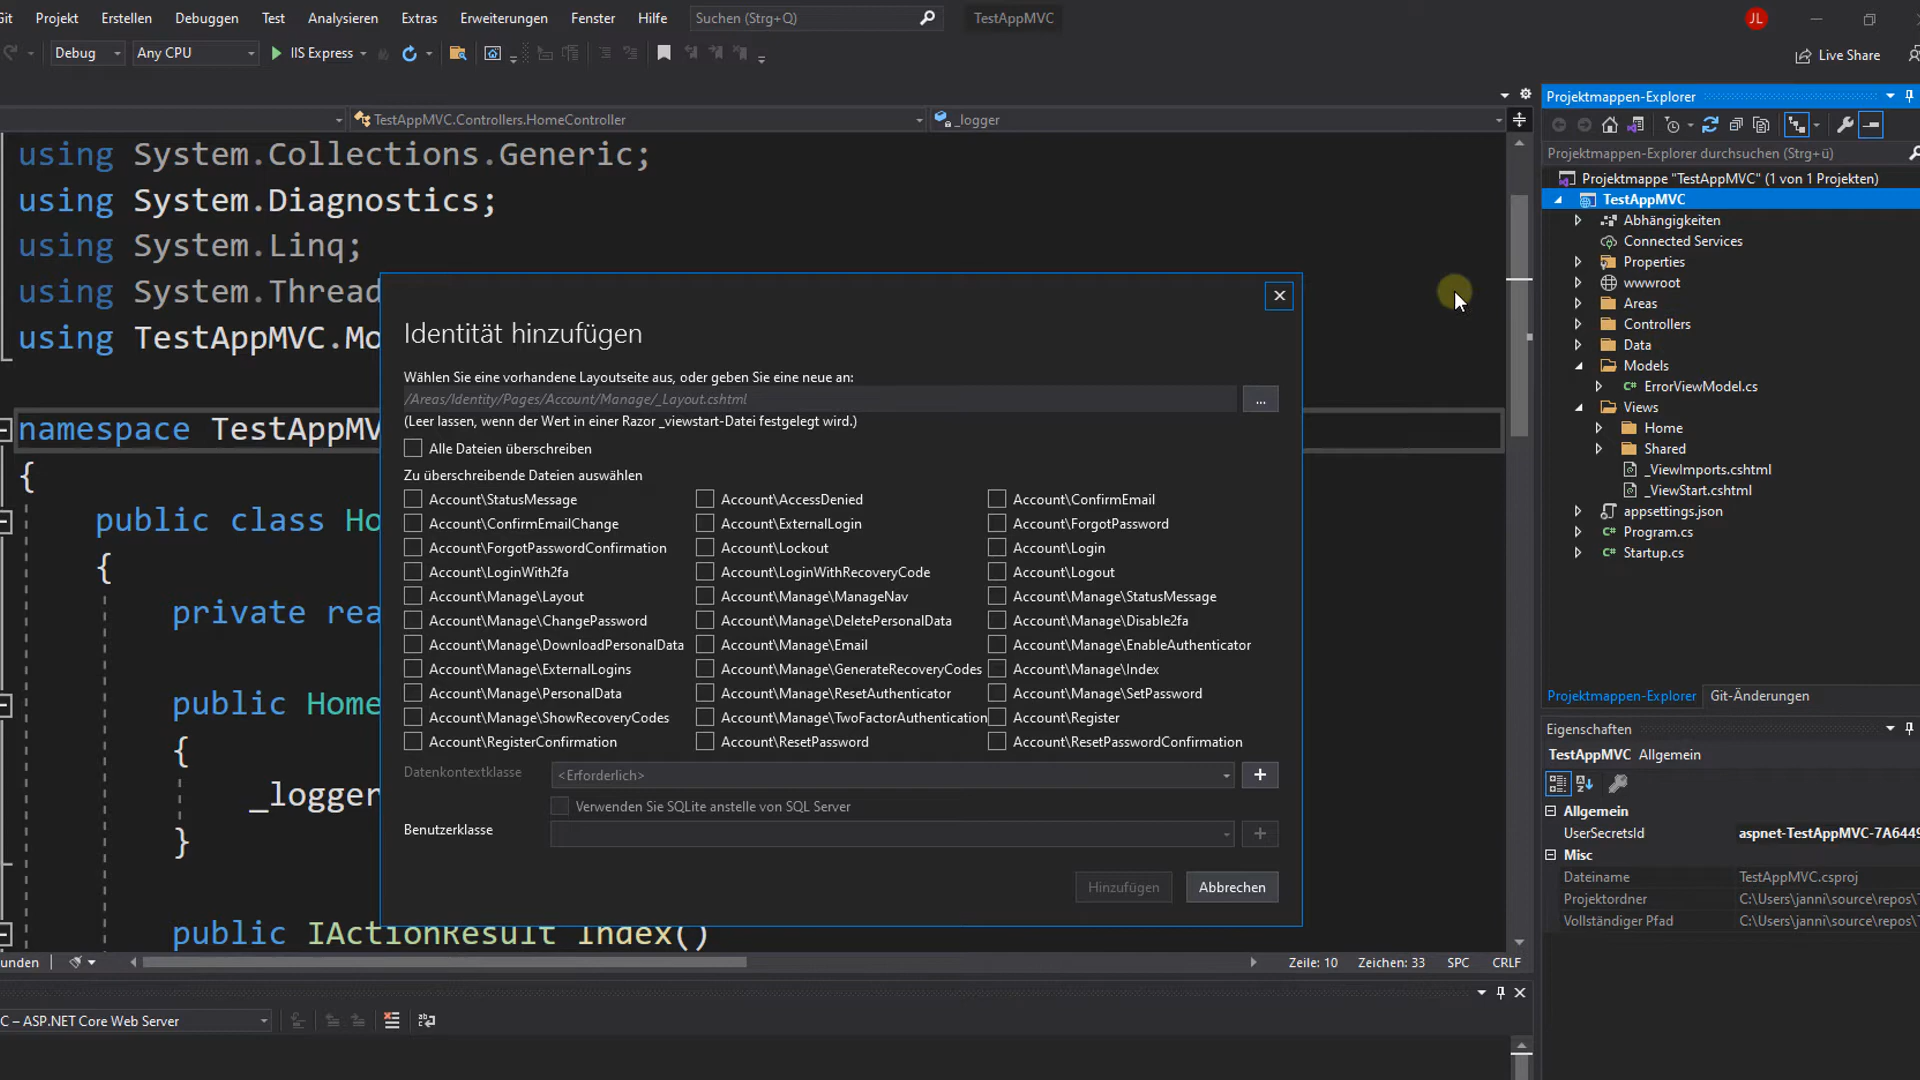 Git Projekt Erstellen Debuggen Test Analysieren Extras Erweiterungen Fenster Hilfe Suchen (Strg+Q) TestAppMVC JL
Debug Any CPU IIS Express Live Share
TestAppMVC.Controllers.HomeController _logger
using System.Collections.Generic;
using System.Diagnostics;
using System.Linq;
using System.Thread
using TestAppMVC.Mo
namespace TestAppMV
{
public class Ho
{
private rea
public Home
{
_logger
}
public IActionResult Index()
Identität hinzufügen
Wählen Sie eine vorhandene Layoutseite aus, oder geben Sie eine neue an:
/Areas/Identity/Pages/Account/Manage/_Layout.cshtml
...
(Leer lassen, wenn der Wert in einer Razor _viewstart-Datei festgelegt wird.)
Alle Dateien überschreiben
Zu überschreibende Dateien auswählen
Account\StatusMessage Account\AccessDenied Account\ConfirmEmail
Account\ConfirmEmailChange Account\ExternalLogin Account\ForgotPassword
Account\ForgotPasswordConfirmation Account\Lockout Account\Login
Account\LoginWith2fa Account\LoginWithRecoveryCode Account\Logout
Account\Manage\Layout Account\Manage\ManageNav Account\Manage\StatusMessage
Account\Manage\ChangePassword Account\Manage\DeletePersonalData Account\Manage\Disable2fa
Account\Manage\DownloadPersonalData Account\Manage\Email Account\Manage\EnableAuthenticator
Account\Manage\ExternalLogins Account\Manage\GenerateRecoveryCodes Account\Manage\Index
Account\Manage\PersonalData Account\Manage\ResetAuthenticator Account\Manage\SetPassword
Account\Manage\ShowRecoveryCodes Account\Manage\TwoFactorAuthentication Account\Register
Account\RegisterConfirmation Account\ResetPassword Account\ResetPasswordConfirmation
Datenkontextklasse <Erforderlich>
Verwenden Sie SQLite anstelle von SQL Server
Benutzerklasse
Hinzufügen Abbrechen
unden Zeile: 10 Zeichen: 33 SPC CRLF
C – ASP.NET Core Web Server
Projektmappen-Explorer
Projektmappen-Explorer durchsuchen (Strg+ü)
Projektmappe "TestAppMVC" (1 von 1 Projekten)
TestAppMVC
Abhängigkeiten
Connected Services
Properties
wwwroot
Areas
Controllers
Data
Models
C# ErrorViewModel.cs
Views
Home
Shared
_ViewImports.cshtml
_ViewStart.cshtml
appsettings.json
C# Program.cs
C# Startup.cs
Projektmappen-Explorer Git-Änderungen
Eigenschaften
TestAppMVC Allgemein
Allgemein
UserSecretsId aspnet-TestAppMVC-7A6449
Misc
Dateiname TestAppMVC.csproj
Projektordner C:\Users\janni\source\repos\T
Vollständiger Pfad C:\Users\janni\source\repos\T